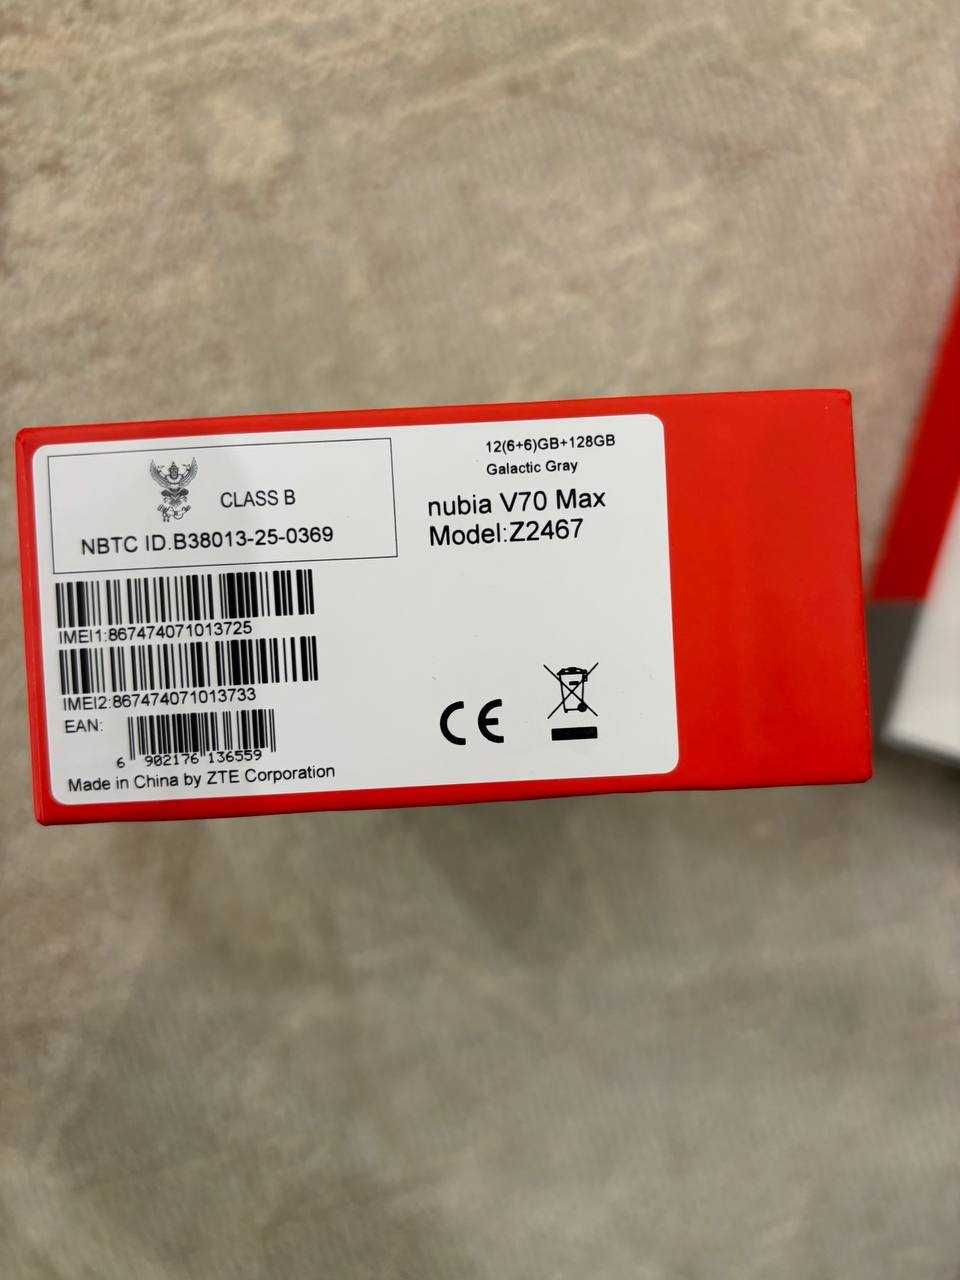 CLASS B
NBTC ID.B38013-25-0369
IMEI1:867474071013725
IMEI2:867474071013733
EAN:
6 902176 136559
Made in China by ZTE Corporation
12(6+6)GB+128GB
Galactic Gray
nubia V70 Max
Model:Z2467
CE